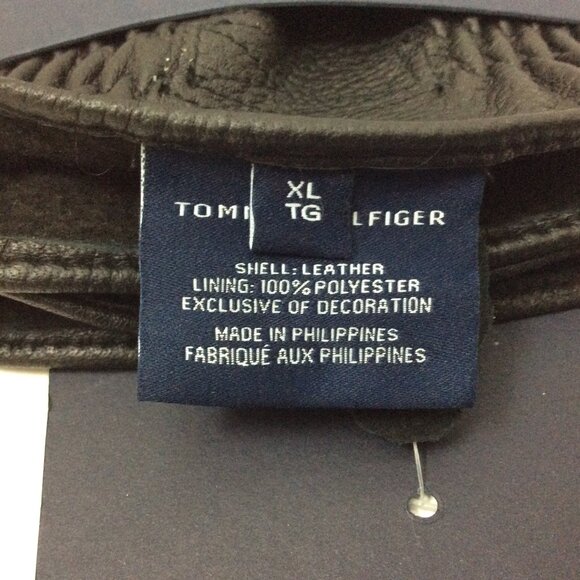 XL
TG
TOM LFIGER
SHELL: LEATHER
LINING: 100% POLYESTER
EXCLUSIVE OF DECORATION
MADE IN PHILIPPINES
FABRIQUÉ AUX PHILIPPINES